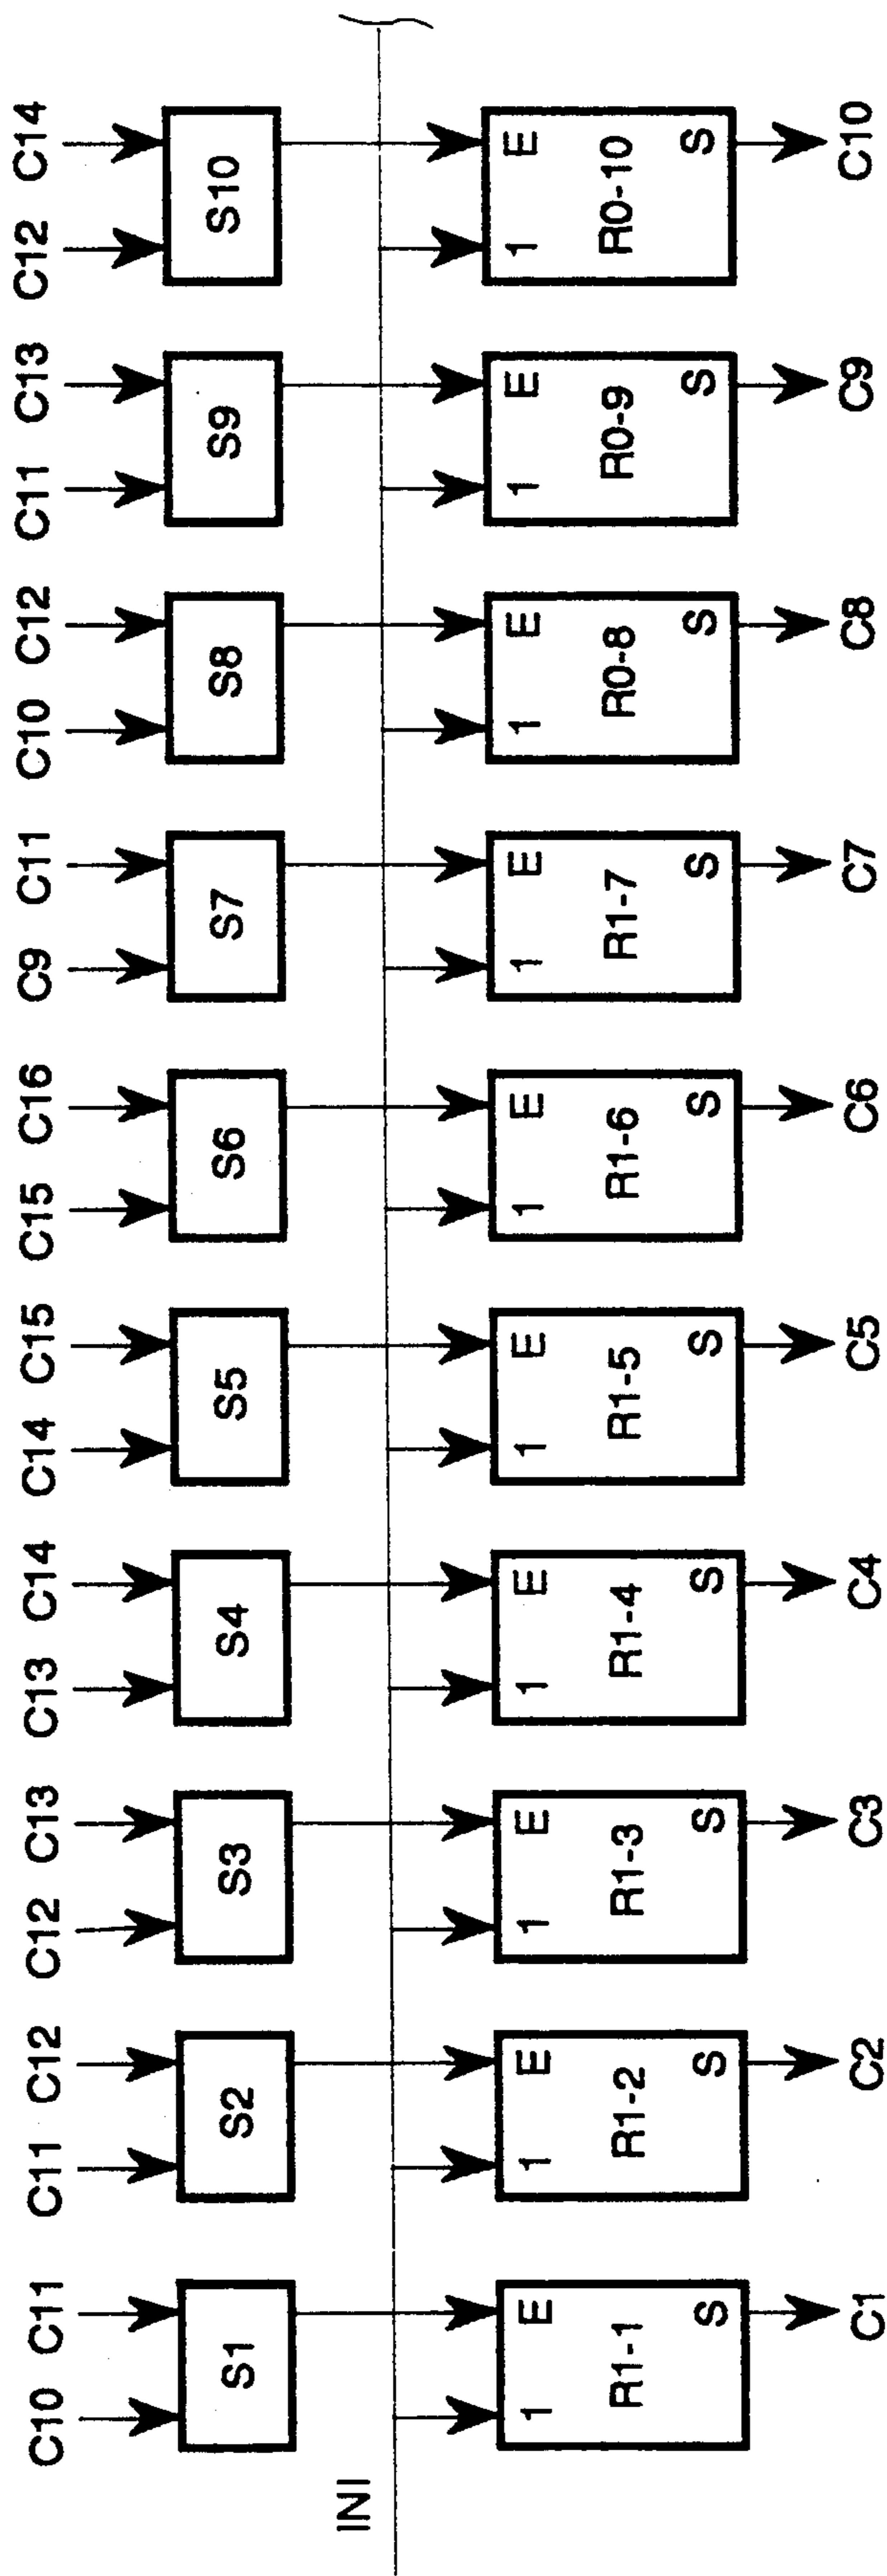 C10 C11 C11 C12 C12 C13 C13 C14 C14 C15 C15 C16 C9 C11 C10 C12 C11 C13 C12 C14
S1 S2 S3 S4 S5 S6 S7 S8 S9 S10
INI
1 E 1 E 1 E 1 E 1 E 1 E 1 E 1 E 1 E 1 E
R1-1 R1-2 R1-3 R1-4 R1-5 R1-6 R1-7 R0-8 R0-9 R0-10
S S S S S S S S S S
C1 C2 C3 C4 C5 C6 C7 C8 C9 C10